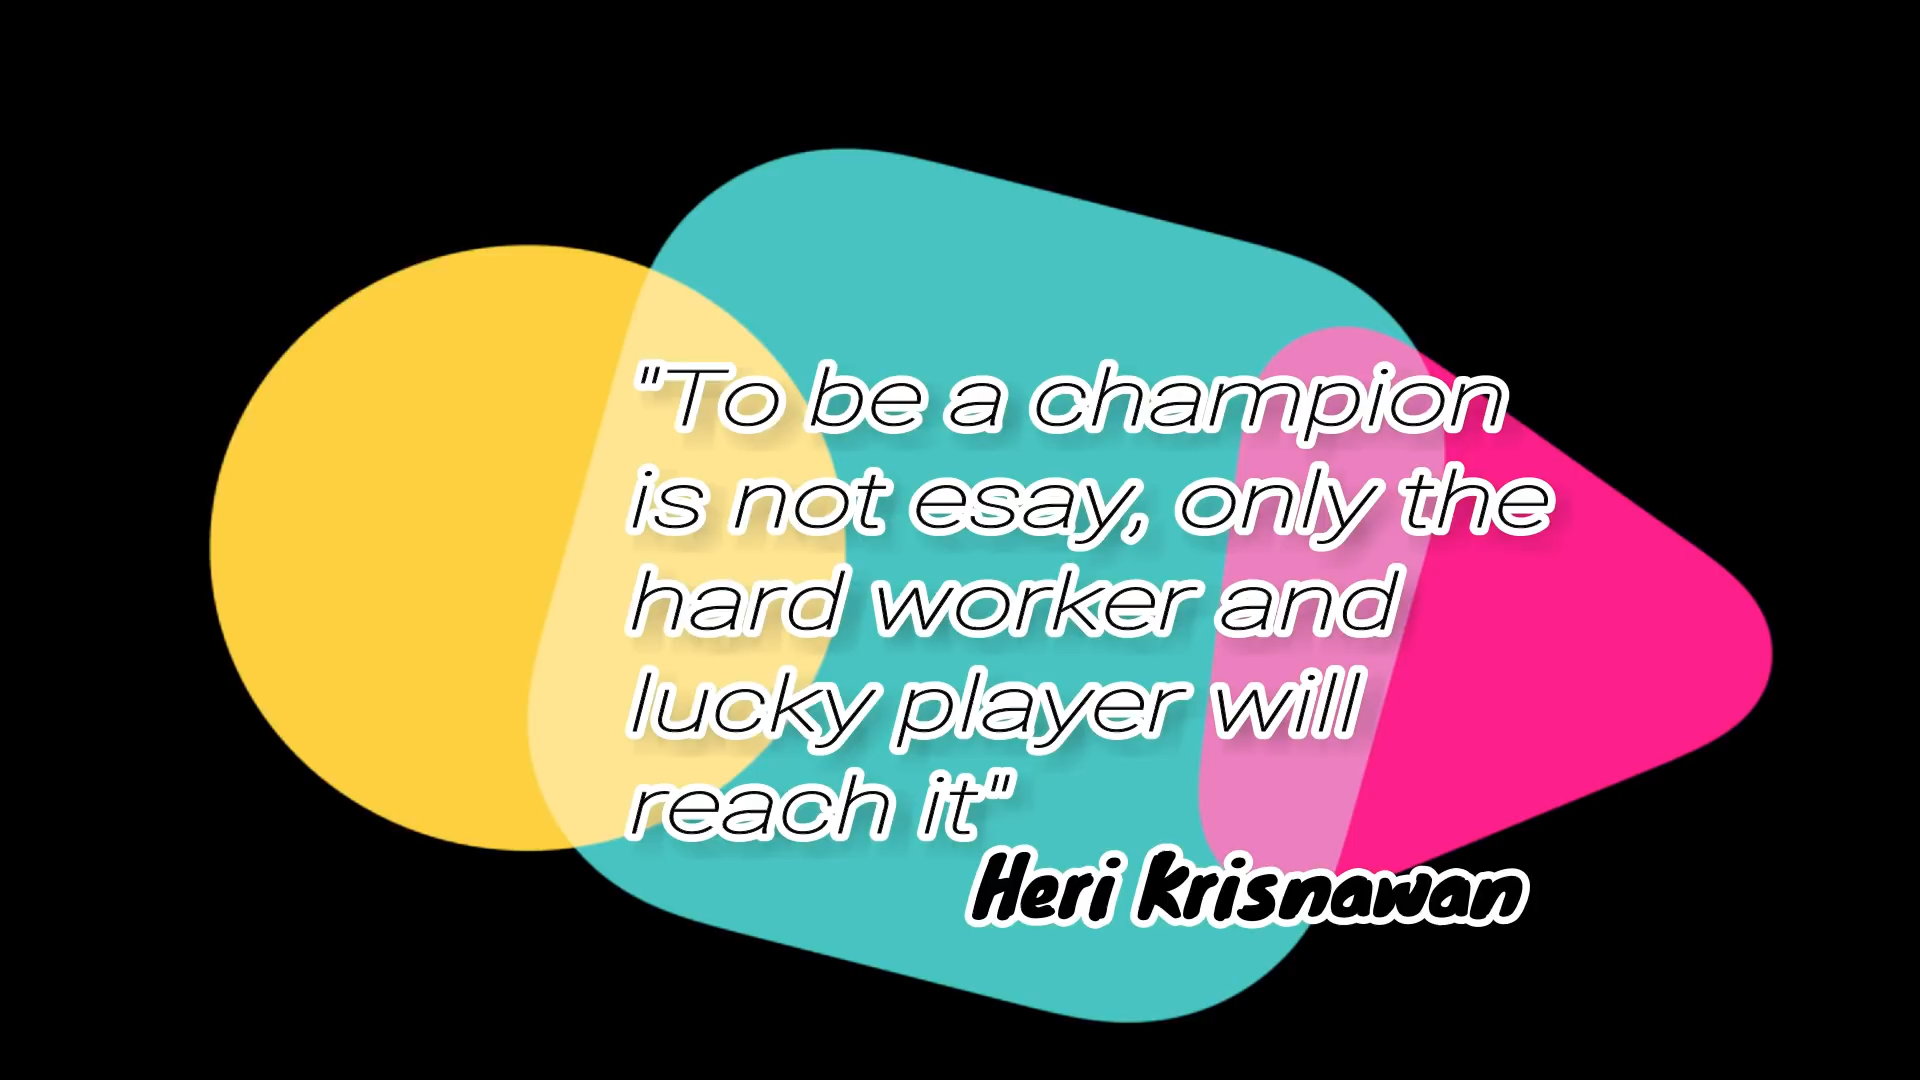 "To be a champion
is not esay, only the
hard worker and
lucky player will
reach it"
Heri Krisnawan